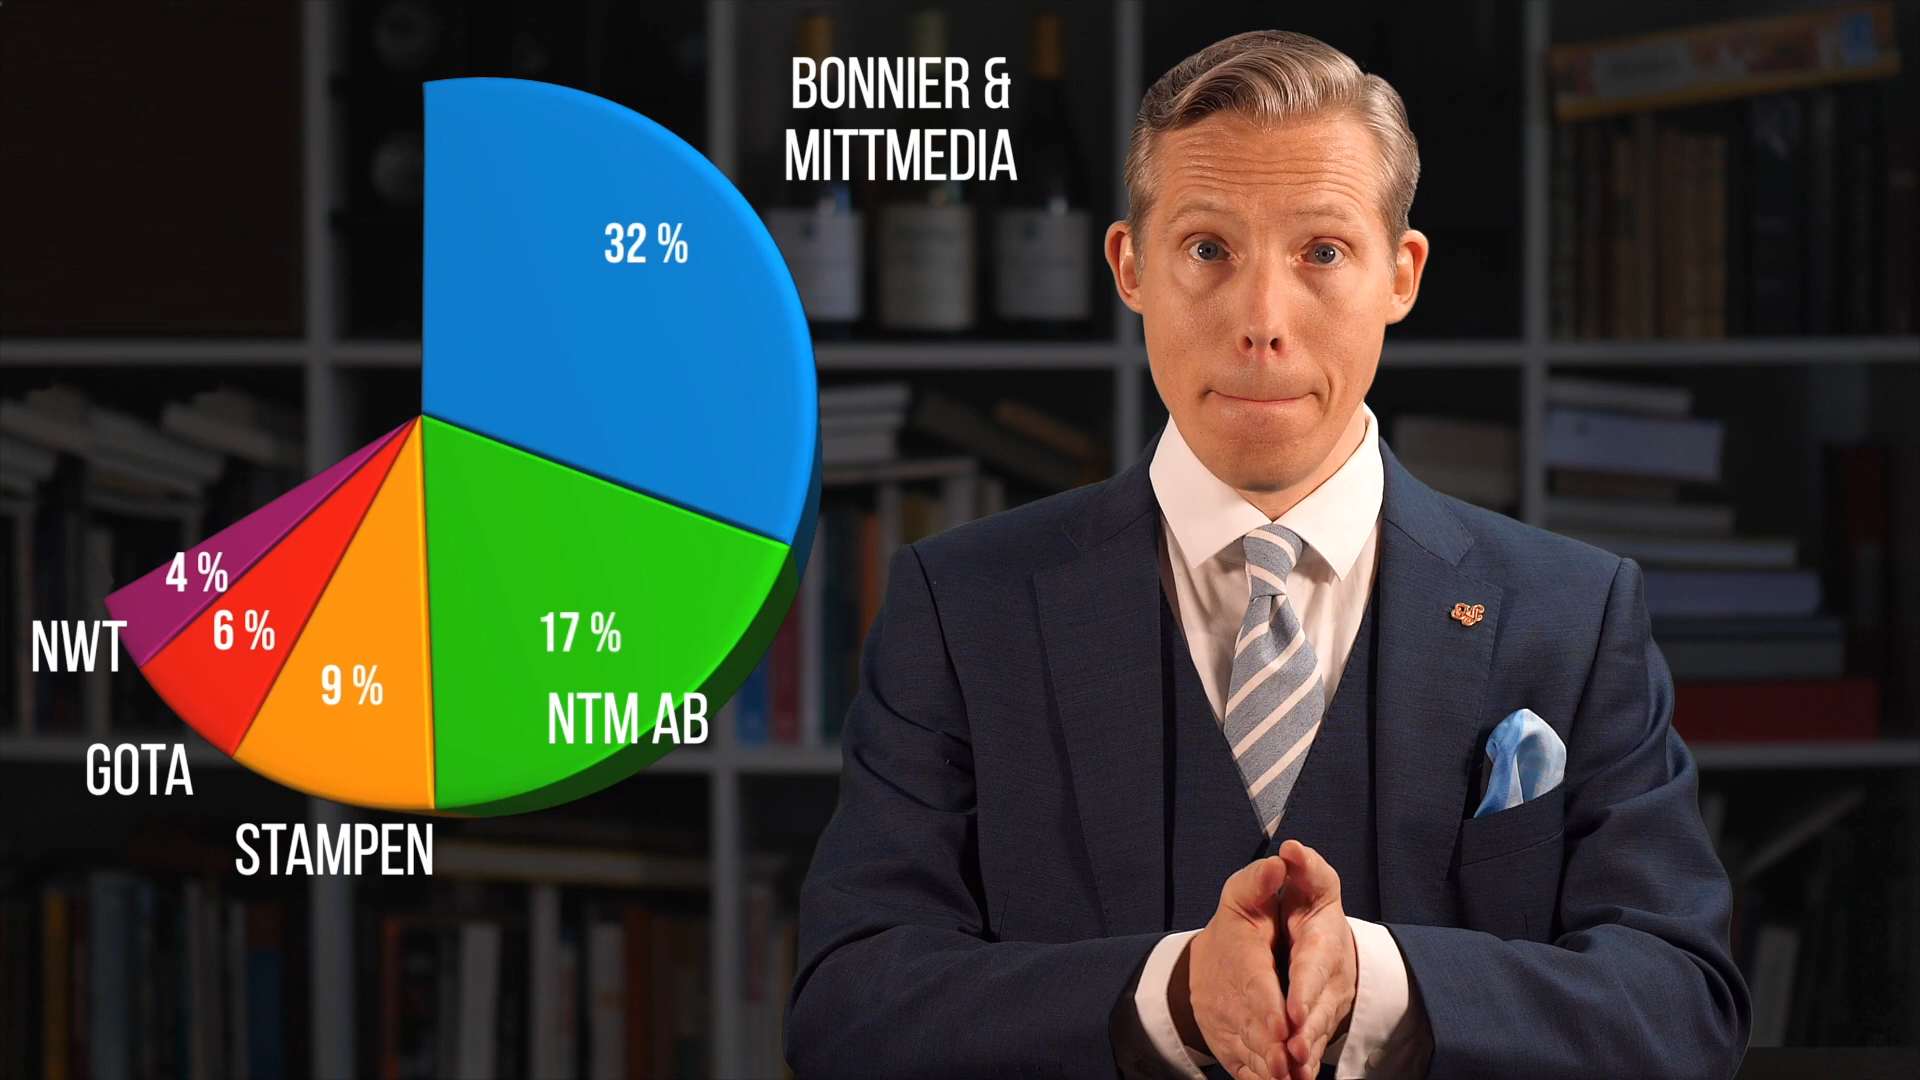 BONNIER &
MITTMEDIA
32 %
17 %
NTM AB
9 %
STAMPEN
6 %
GOTA
4 %
NWT